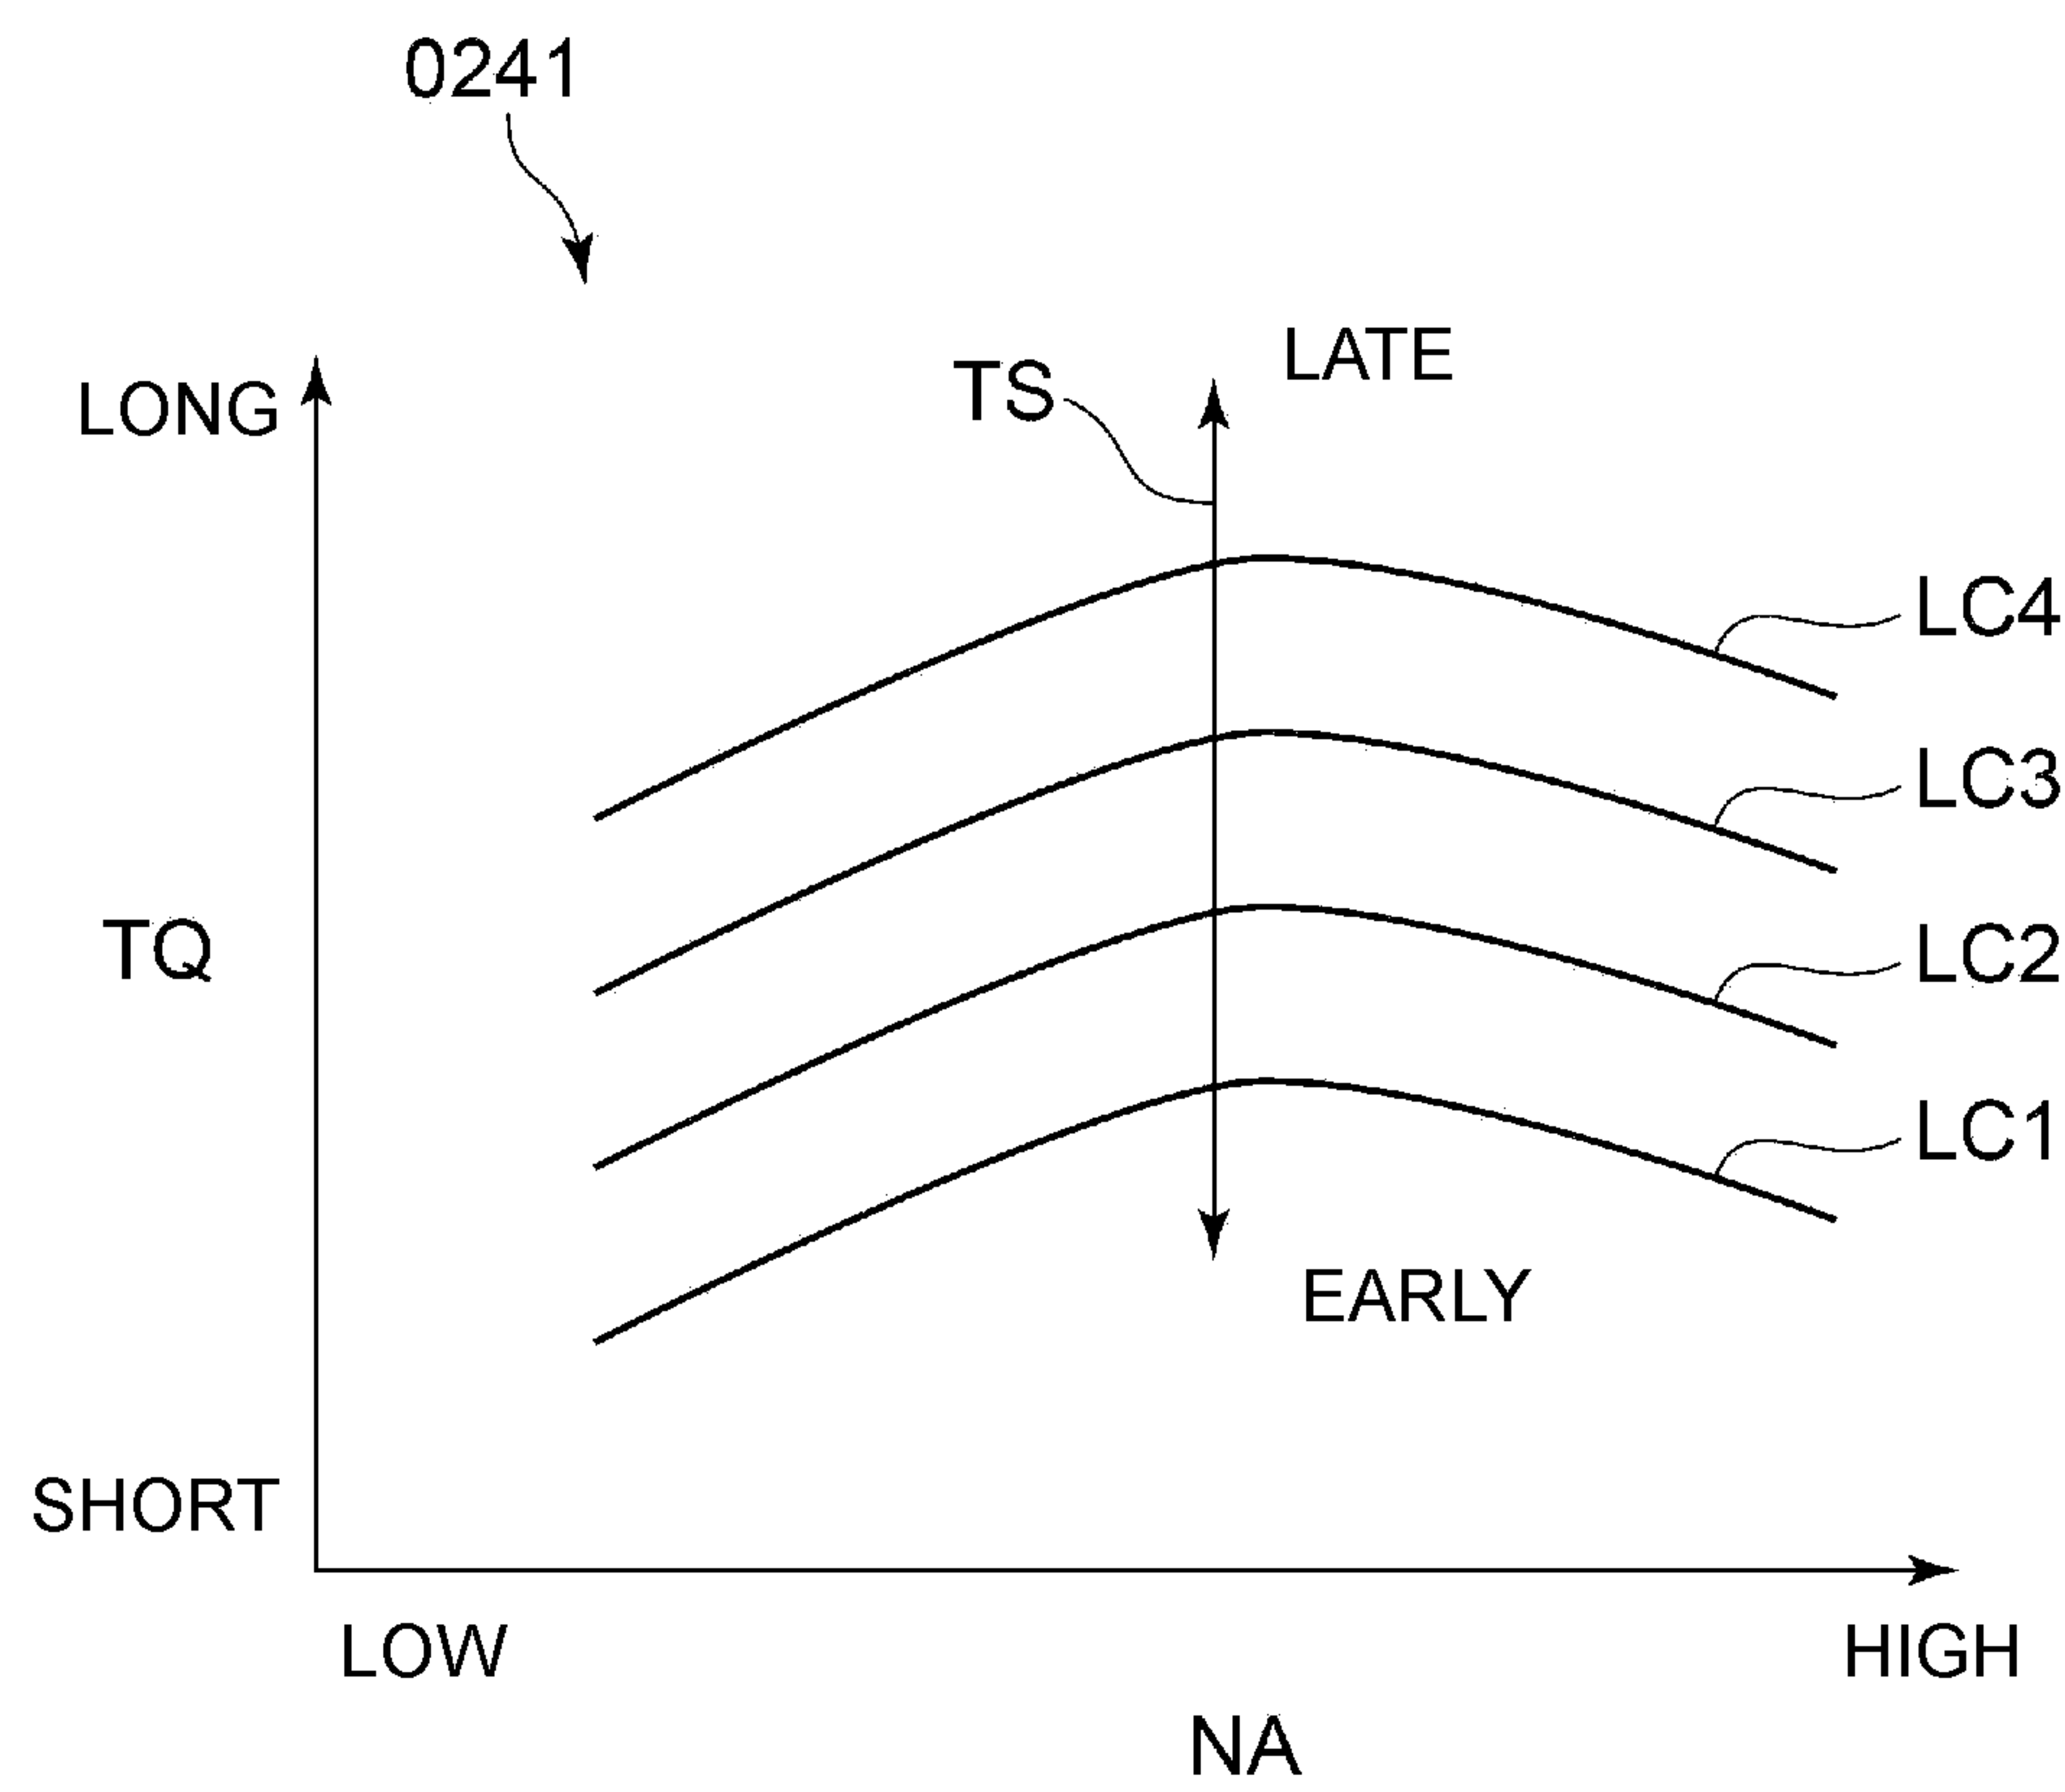 0241
LATE
TS
LONG
LC4
LC3
TQ
LC2
LC1
EARLY
SHORT
LOW
HIGH
NA